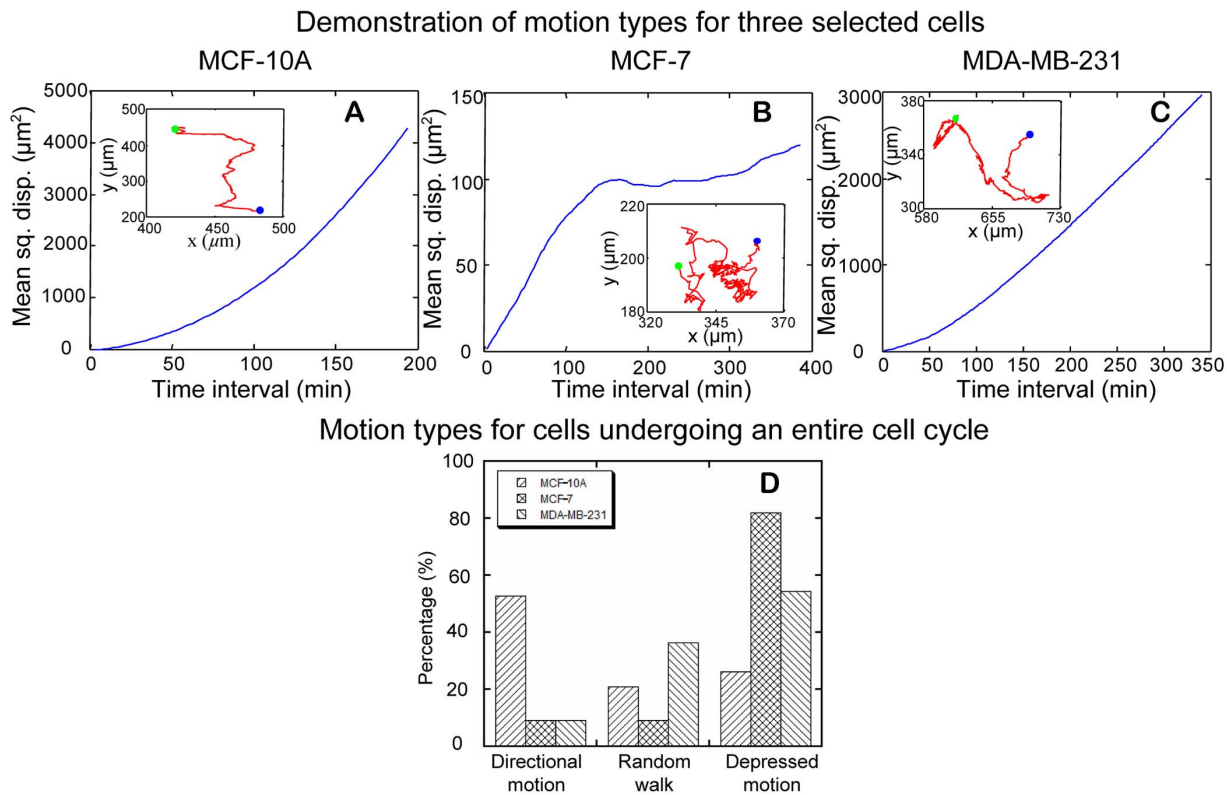 Demonstration of motion types for three selected cells
MCF-10A
MCF-7
MDA-MB-231
A
Mean sq. disp. (µm²)
5000
4000
3000
2000
1000
0
0
50
100
150
200
Time interval (min)
y (µm)
500
400
300
200
400
450
500
x (µm)
B
Mean sq. disp. (µm²)
150
100
50
0
0
100
200
300
400
Time interval (min)
y (µm)
220
200
180
320
345
370
x (µm)
C
Mean sq. disp. (µm²)
3000
2000
1000
0
0
50
100
150
200
250
300
350
Time interval (min)
y (µm)
380
360
340
300
580
655
730
x (µm)
Motion types for cells undergoing an entire cell cycle
D
MCF-10A
MCF-7
MDA-MB-231
Percentage (%)
100
80
60
40
20
0
Directional
motion
Random
walk
Depressed
motion